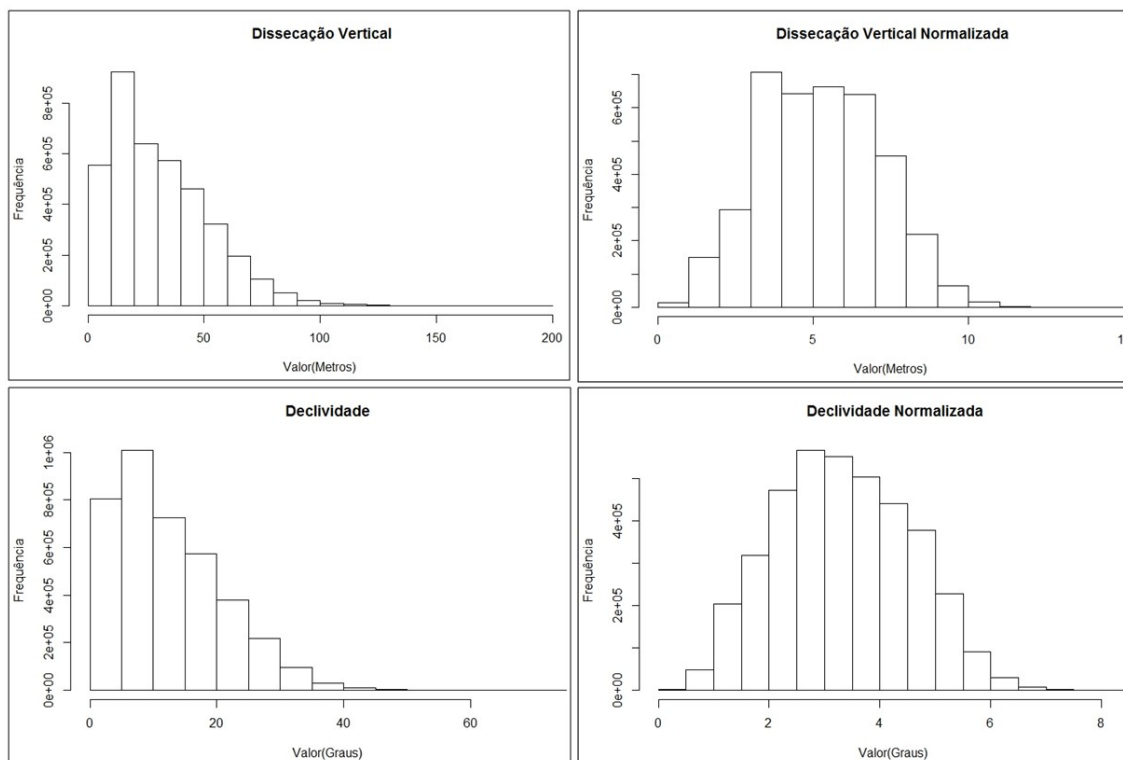 Dissecação Vertical
Frequência
0e+00 2e+05 4e+05 6e+05 8e+05
0 50 100 150 200
Valor(Metros)
Dissecação Vertical Normalizada
Frequência
0e+00 2e+05 4e+05 6e+05
0 5 10
Valor(Metros)
Declividade
Frequência
0e+00 2e+05 4e+05 6e+05 8e+05 1e+06
0 20 40 60
Valor(Graus)
Declividade Normalizada
Frequência
0e+00 2e+05 4e+05
0 2 4 6 8
Valor(Graus)